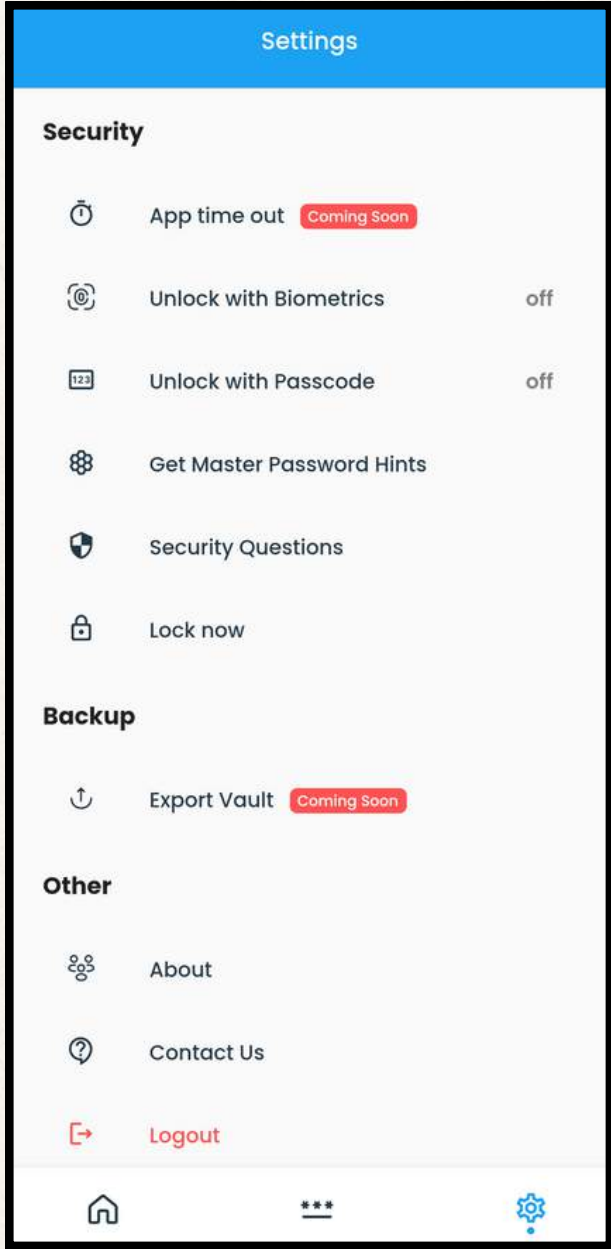 Settings
Security
App time out Coming Soon
Unlock with Biometrics off
123 Unlock with Passcode off
Get Master Password Hints
Security Questions
Lock now
Backup
Export Vault Coming Soon
Other
About
Contact Us
Logout
***